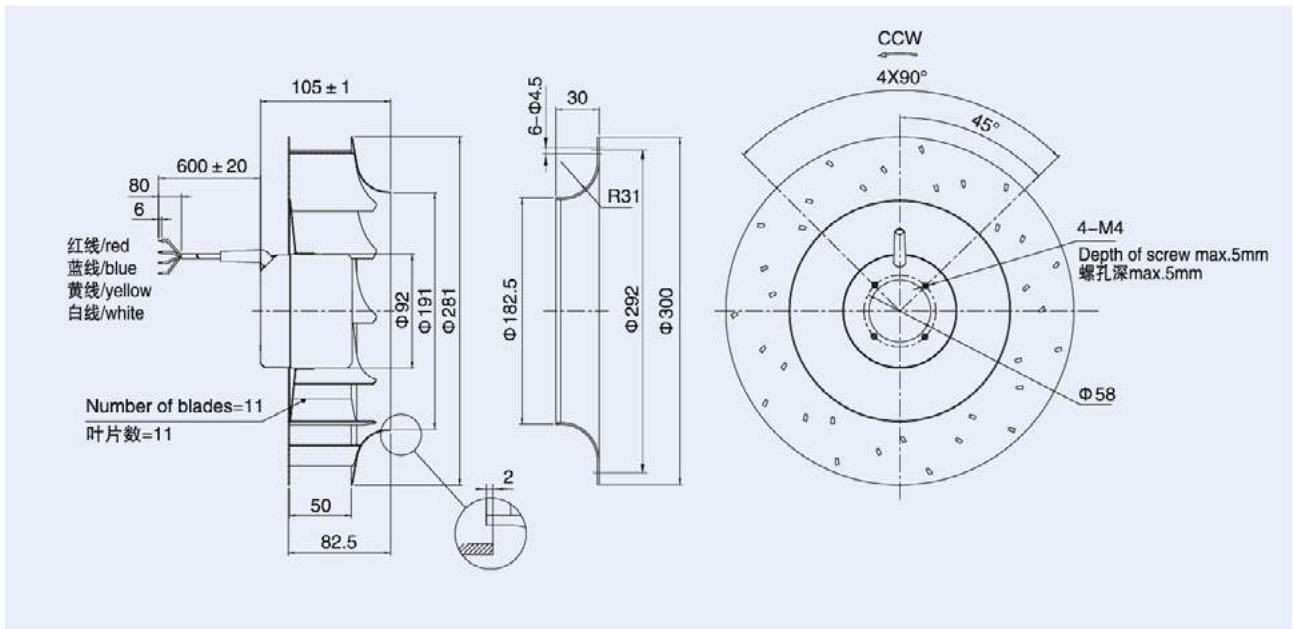 CCW
4X90°
45°
105±1
6-Φ4.5
30
600±20
80
6
R31
红线/red
蓝线/blue
黄线/yellow
白线/white
4-M4
Depth of screw max.5mm
螺孔深max.5mm
Φ92
Φ191
Φ281
Φ182.5
Φ292
Φ300
Φ58
Number of blades=11
叶片数=11
2
50
82.5